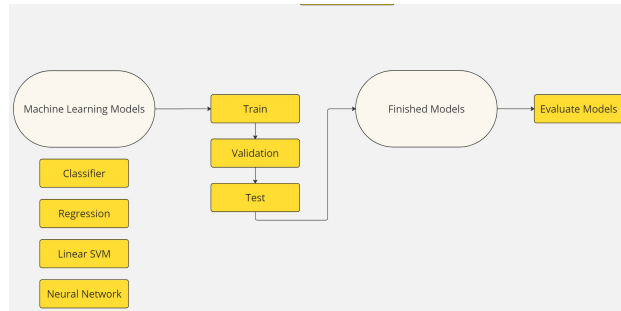 Machine Learning Models
Train
Finished Models
Evaluate Models
Validation
Classifier
Test
Regression
Linear SVM
Neural Network